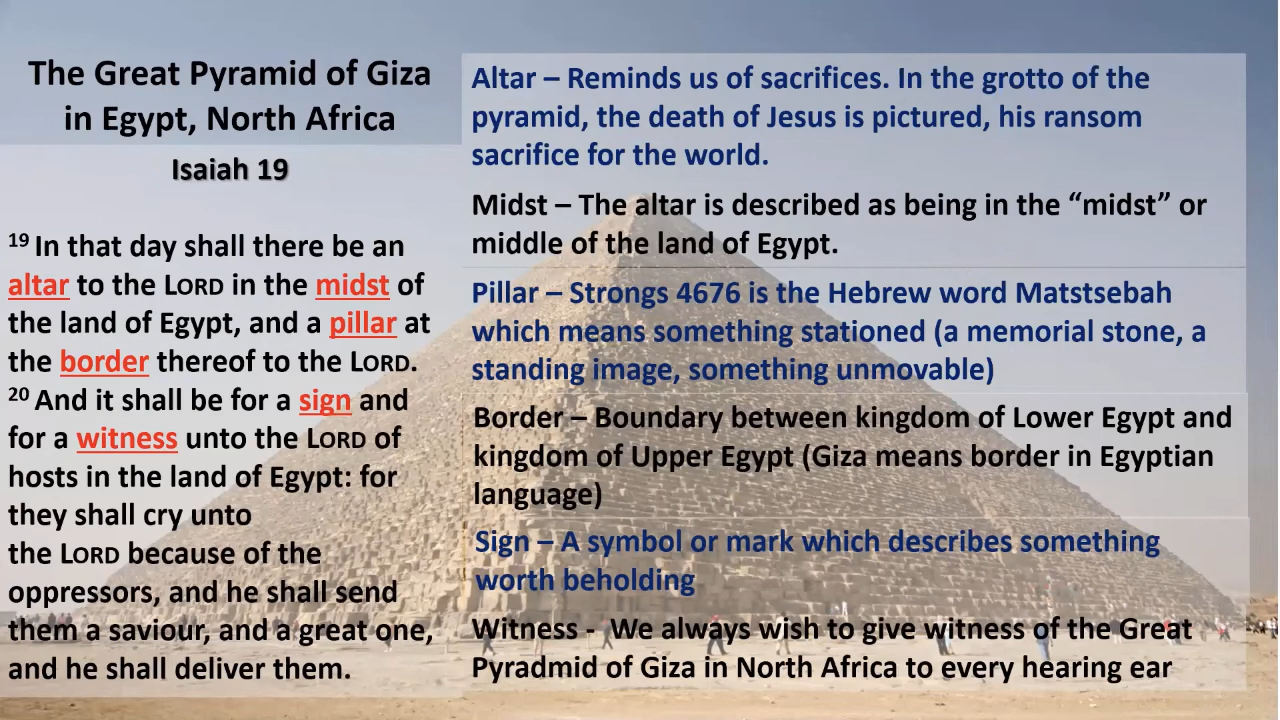 The Great Pyramid of Giza
in Egypt, North Africa
Isaiah 19
19 In that day shall there be an
altar to the LORD in the midst of
the land of Egypt, and a pillar at
the border thereof to the LORD.
20 And it shall be for a sign and
for a witness unto the LORD of
hosts in the land of Egypt: for
they shall cry unto
the LORD because of the
oppressors, and he shall send
them a saviour, and a great one,
and he shall deliver them.
Altar – Reminds us of sacrifices. In the grotto of the
pyramid, the death of Jesus is pictured, his ransom
sacrifice for the world.
Midst – The altar is described as being in the “midst” or
middle of the land of Egypt.
Pillar – Strongs 4676 is the Hebrew word Matstsebah
which means something stationed (a memorial stone, a
standing image, something unmovable)
Border – Boundary between kingdom of Lower Egypt and
kingdom of Upper Egypt (Giza means border in Egyptian
language)
Sign – A symbol or mark which describes something
worth beholding
Witness - We always wish to give witness of the Great
Pyradmid of Giza in North Africa to every hearing ear